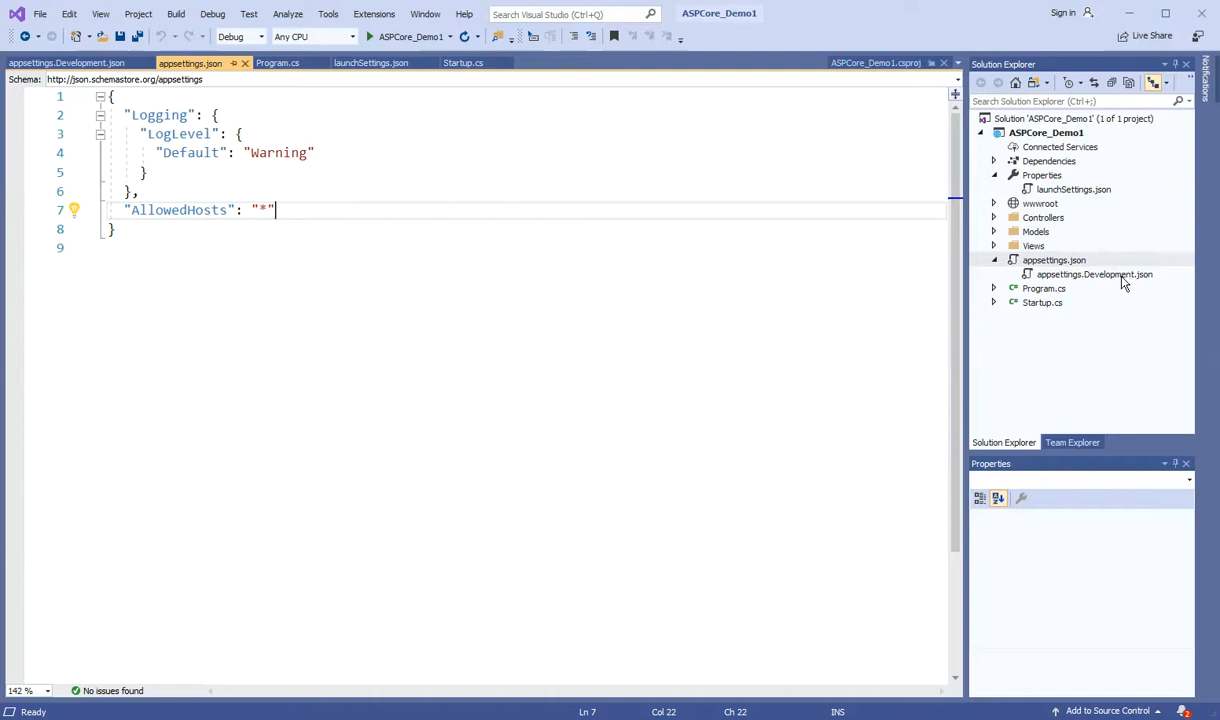 File Edit View Project Build Debug Test Analyze Tools Extensions Window Help Search Visual Studio (Ctrl+Q) ASPCore_Demo1 Sign in
Debug Any CPU ASPCore_Demo1 Live Share
appsettings.Development.json appsettings.json Program.cs launchSettings.json Startup.cs ASPCore_Demo1.csproj
Schema: http://json.schemastore.org/appsettings
1 {
2 "Logging": {
3 "LogLevel": {
4 "Default": "Warning"
5 }
6 },
7 "AllowedHosts": "*"
8 }
9
142 % No issues found
Solution Explorer
Search Solution Explorer (Ctrl+;)
Solution 'ASPCore_Demo1' (1 of 1 project)
ASPCore_Demo1
Connected Services
Dependencies
Properties
launchSettings.json
wwwroot
Controllers
Models
Views
appsettings.json
appsettings.Development.json
Program.cs
Startup.cs
Solution Explorer Team Explorer
Properties
Notifications
Ready Ln 7 Col 22 Ch 22 INS Add to Source Control 2